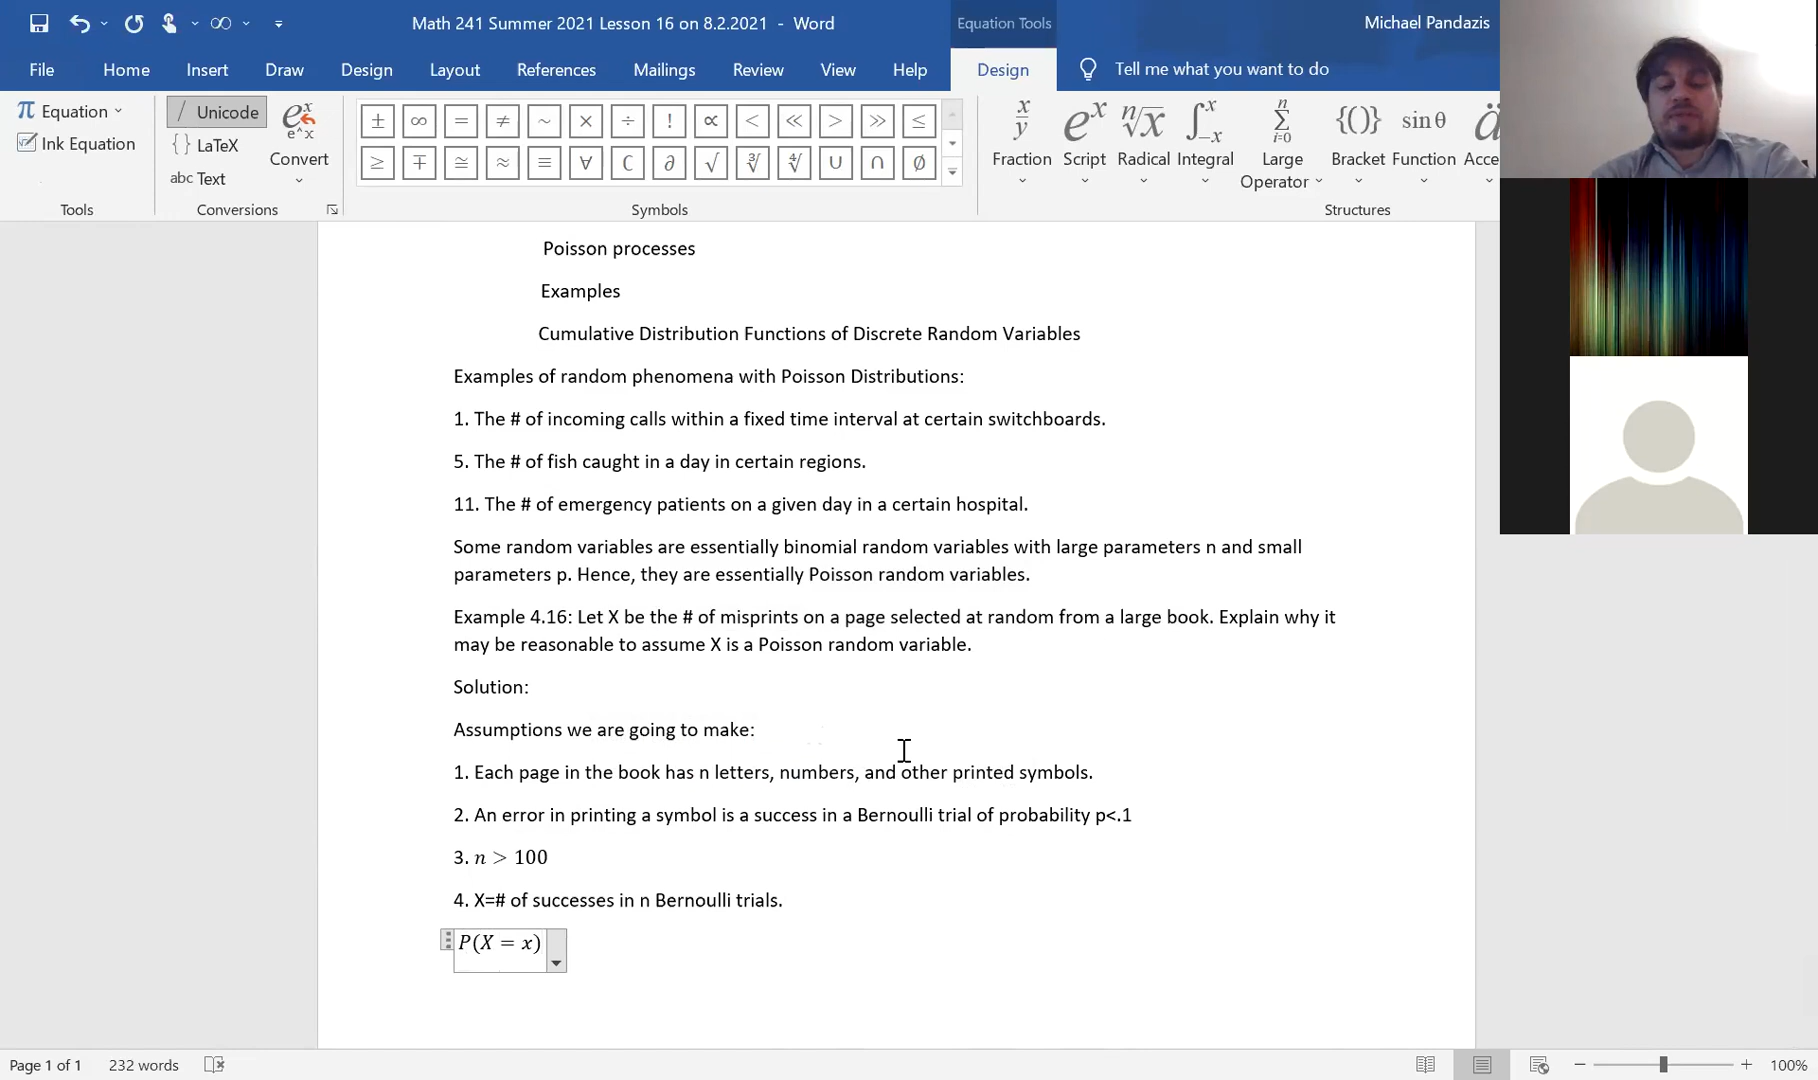 Math 241 Summer 2021 Lesson 16 on 8.2.2021 - Word
Equation Tools
Michael Pandazis
File Home Insert Draw Design Layout References Mailings Review View Help Design Tell me what you want to do
π Equation
Ink Equation
Tools
/ Unicode
{} LaTeX
abc Text
e^x
Convert
Conversions
± ∞ = ≠ ~ × ÷ ! ∝ < ≪ > ≫ ≤
≥ ∓ ≅ ≈ ≡ ∀ ∁ ∂ √ ∛ ∜ ∪ ∩ ∅
Symbols
Fraction
Script
Radical
Integral
Large
Operator
Bracket
sin θ
Function
Acce
Structures
Poisson processes
Examples
Cumulative Distribution Functions of Discrete Random Variables
Examples of random phenomena with Poisson Distributions:
1. The # of incoming calls within a fixed time interval at certain switchboards.
5. The # of fish caught in a day in certain regions.
11. The # of emergency patients on a given day in a certain hospital.
Some random variables are essentially binomial random variables with large parameters n and small
parameters p. Hence, they are essentially Poisson random variables.
Example 4.16: Let X be the # of misprints on a page selected at random from a large book. Explain why it
may be reasonable to assume X is a Poisson random variable.
Solution:
Assumptions we are going to make:
1. Each page in the book has n letters, numbers, and other printed symbols.
2. An error in printing a symbol is a success in a Bernoulli trial of probability p<.1
3. n > 100
4. X=# of successes in n Bernoulli trials.
P(X = x)
Page 1 of 1 232 words
100%